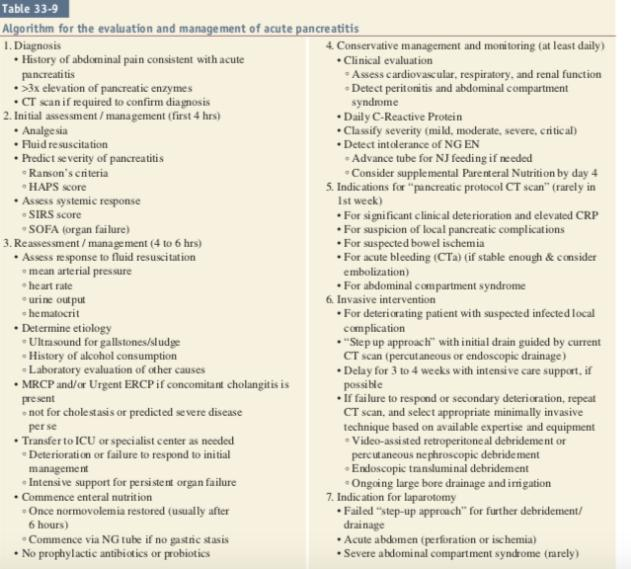 Table 33-9
Algorithm for the evaluation and management of acute pancreatitis
1. Diagnosis
• History of abdominal pain consistent with acute
pancreatitis
• >3x elevation of pancreatic enzymes
• CT scan if required to confirm diagnosis
2. Initial assessment / management (first 4 hrs)
• Analgesia
• Fluid resuscitation
• Predict severity of pancreatitis
◦ Ranson's criteria
◦ HAPS score
• Assess systemic response
◦ SIRS score
◦ SOFA (organ failure)
3. Reassessment / management (4 to 6 hrs)
• Assess response to fluid resuscitation
◦ mean arterial pressure
◦ heart rate
◦ urine output
◦ hematocrit
• Determine etiology
◦ Ultrasound for gallstones/sludge
◦ History of alcohol consumption
◦ Laboratory evaluation of other causes
• MRCP and/or Urgent ERCP if concomitant cholangitis is
present
◦ not for cholestasis or predicted severe disease
per se
• Transfer to ICU or specialist center as needed
◦ Deterioration or failure to respond to initial
management
◦ Intensive support for persistent organ failure
• Commence enteral nutrition
◦ Once normovolemia restored (usually after
6 hours)
◦ Commence via NG tube if no gastric stasis
• No prophylactic antibiotics or probiotics
4. Conservative management and monitoring (at least daily)
• Clinical evaluation
◦ Assess cardiovascular, respiratory, and renal function
◦ Detect peritonitis and abdominal compartment
syndrome
• Daily C-Reactive Protein
• Classify severity (mild, moderate, severe, critical)
• Detect intolerance of NG EN
◦ Advance tube for NJ feeding if needed
◦ Consider supplemental Parenteral Nutrition by day 4
5. Indications for "pancreatic protocol CT scan" (rarely in
1st week)
• For significant clinical deterioration and elevated CRP
• For suspicion of local pancreatic complications
• For suspected bowel ischemia
• For acute bleeding (CTa) (if stable enough & consider
embolization)
• For abdominal compartment syndrome
6. Invasive intervention
• For deteriorating patient with suspected infected local
complication
• "Step up approach" with initial drain guided by current
CT scan (percutaneous or endoscopic drainage)
• Delay for 3 to 4 weeks with intensive care support, if
possible
• If failure to respond or secondary deterioration, repeat
CT scan, and select appropriate minimally invasive
technique based on available expertise and equipment
◦ Video-assisted retroperitoneal debridement or
percutaneous nephroscopic debridement
◦ Endoscopic transluminal debridement
◦ Ongoing large bore drainage and irrigation
7. Indication for laparotomy
• Failed "step-up approach" for further debridement/
drainage
• Acute abdomen (perforation or ischemia)
• Severe abdominal compartment syndrome (rarely)